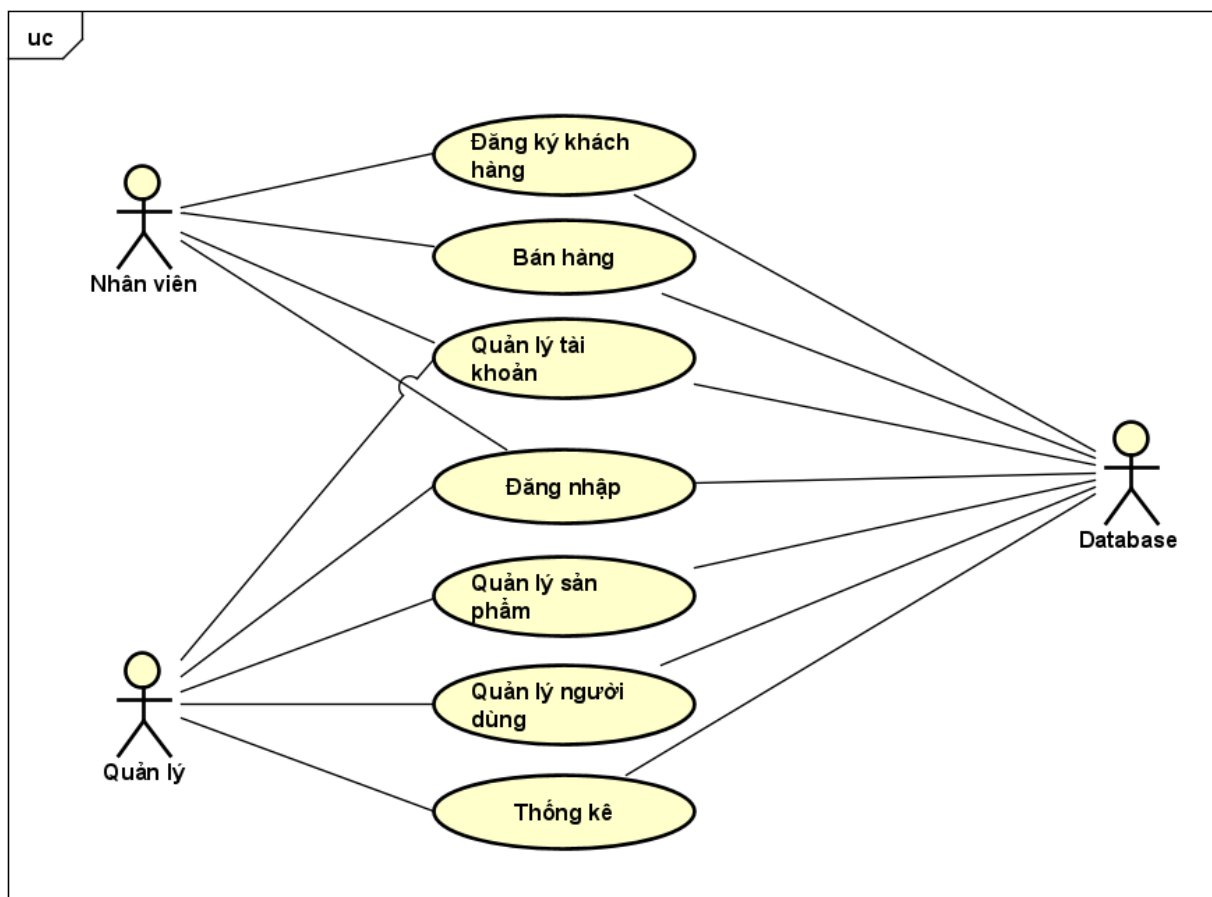 uc
Đăng ký khách
hàng
Nhân viên
Bán hàng
Quản lý tài
khoản
Đăng nhập
Database
Quản lý sản
phẩm
Quản lý người
dùng
Quản lý
Thống kê